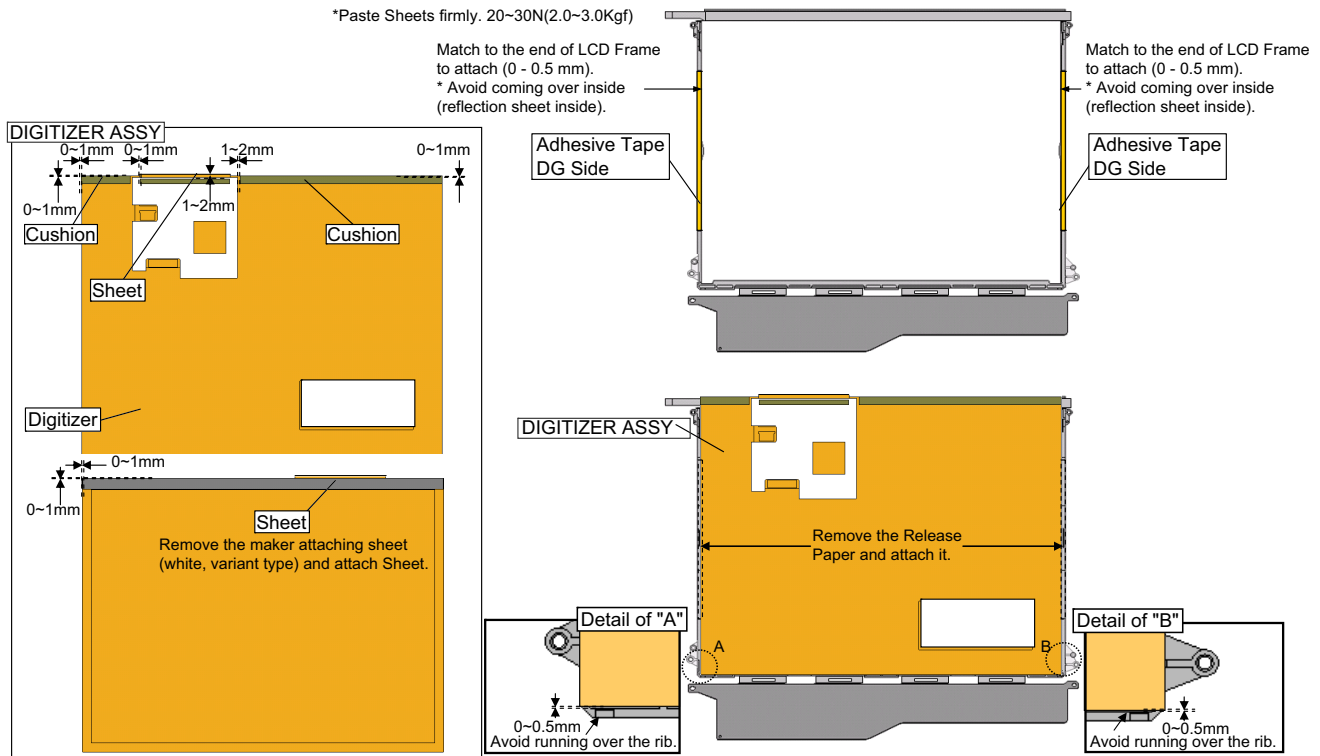 *Paste Sheets firmly. 20~30N(2.0~3.0Kgf)
Match to the end of LCD Frame
to attach (0 - 0.5 mm).
* Avoid coming over inside
(reflection sheet inside).
Match to the end of LCD Frame
to attach (0 - 0.5 mm).
* Avoid coming over inside
(reflection sheet inside).
Adhesive Tape
DG Side
Adhesive Tape
DG Side
DIGITIZER ASSY
0~1mm
0~1mm
1~2mm
0~1mm
0~1mm
1~2mm
Cushion
Cushion
Sheet
Digitizer
0~1mm
0~1mm
Sheet
Remove the maker attaching sheet
(white, variant type) and attach Sheet.
DIGITIZER ASSY
Remove the Release
Paper and attach it.
A
B
Detail of "A"
0~0.5mm
Avoid running over the rib.
Detail of "B"
0~0.5mm
Avoid running over the rib.